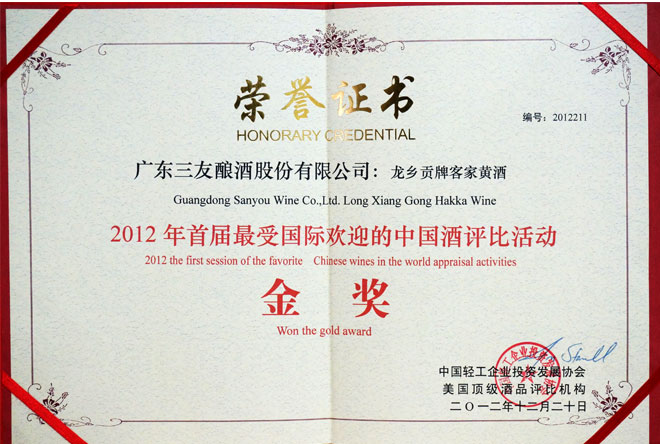 荣誉证书
HONORARY CREDENTIAL
编号：2012211
广东三友酿酒股份有限公司：龙乡贡牌客家黄酒
Guangdong Sanyou Wine Co.,Ltd. Long Xiang Gong Hakka Wine
2012 年首届最受国际欢迎的中国酒评比活动
2012 the first session of the favorite Chinese wines in the world appraisal activities
金 奖
Won the gold award
中国轻工企业投资发展协会
美国顶级酒品评比机构
二〇一二年十二月二十日